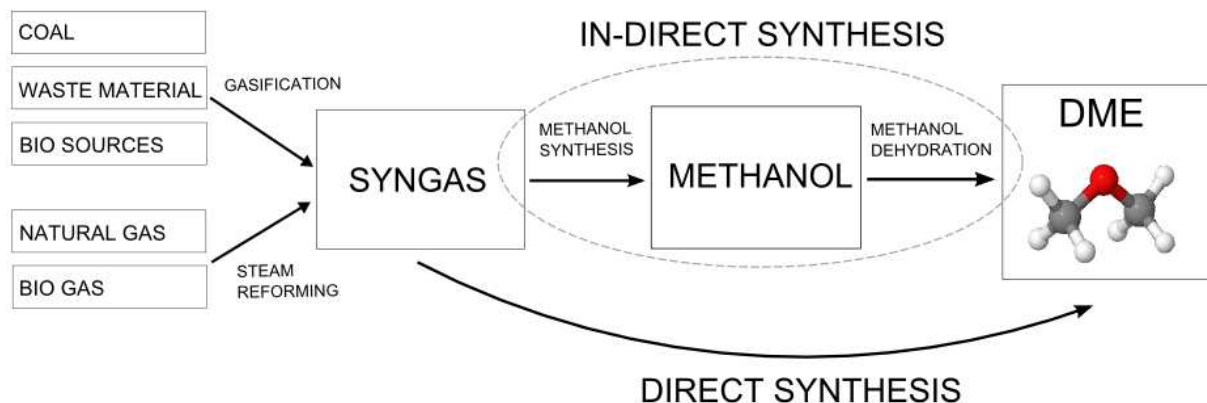 COAL
WASTE MATERIAL
BIO SOURCES
NATURAL GAS
BIO GAS
GASIFICATION
STEAM
REFORMING
SYNGAS
IN-DIRECT SYNTHESIS
METHANOL
SYNTHESIS
METHANOL
METHANOL
DEHYDRATION
DME
DIRECT SYNTHESIS